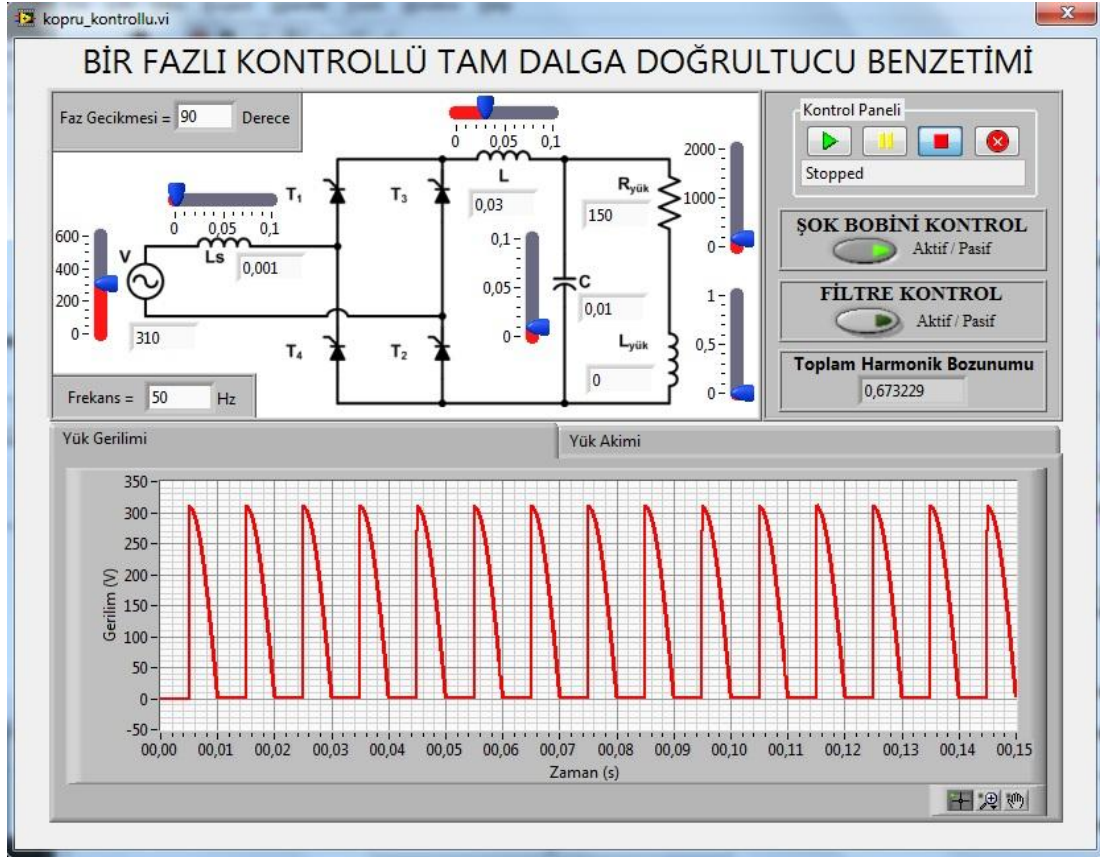 kopru_kontrollu.vi
BİR FAZLI KONTROLLÜ TAM DALGA DOĞRULTUCU BENZETİMİ
Faz Gecikmesi = 90 Derece
0 0,05 0,1
L
0,03
T₁
T₃
0 0,05 0,1
Ls
0,001
600
400
200
0
V
310
T₄
T₂
0,1
0,05
0
C
0,01
Ryük
150
2000
1000
0
Lyük
0
1
0,5
0
Frekans = 50 Hz
Kontrol Paneli
Stopped
ŞOK BOBİNİ KONTROL
Aktif / Pasif
FİLTRE KONTROL
Aktif / Pasif
Toplam Harmonik Bozunumu
0,673229
Yük Gerilimi
Yük Akimi
Gerilim (V)
350
300
250
200
150
100
50
0
-50
00,00 00,01 00,02 00,03 00,04 00,05 00,06 00,07 00,08 00,09 00,10 00,11 00,12 00,13 00,14 00,15
Zaman (s)